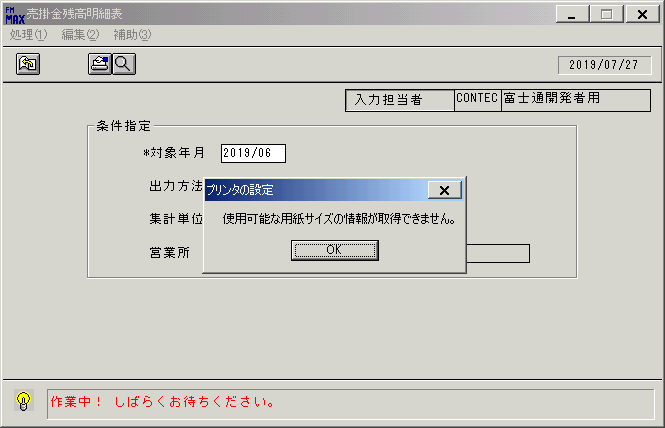 FM MAX 売掛金残高明細表
処理(1) 編集(2) 補助(3)
2019/07/27
入力担当者 CONTEC 富士通開発者用
条件指定
*対象年月 2019/06
出力方法
集計単位
営業所
プリンタの設定
使用可能な用紙サイズの情報が取得できません。
OK
作業中！ しばらくお待ちください。